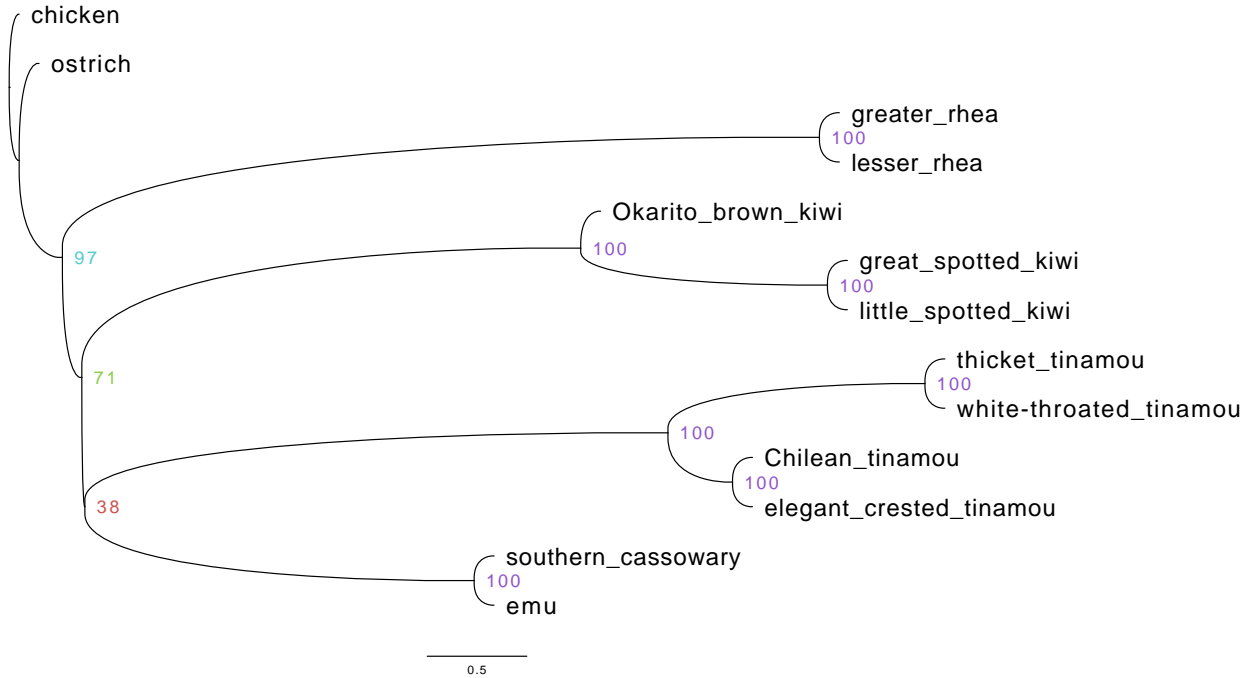 chicken
ostrich
greater_rhea
100
lesser_rhea
Okarito_brown_kiwi
100
97
great_spotted_kiwi
100
little_spotted_kiwi
thicket_tinamou
71
100
white-throated_tinamou
100
Chilean_tinamou
100
38
elegant_crested_tinamou
southern_cassowary
100
emu
0.5